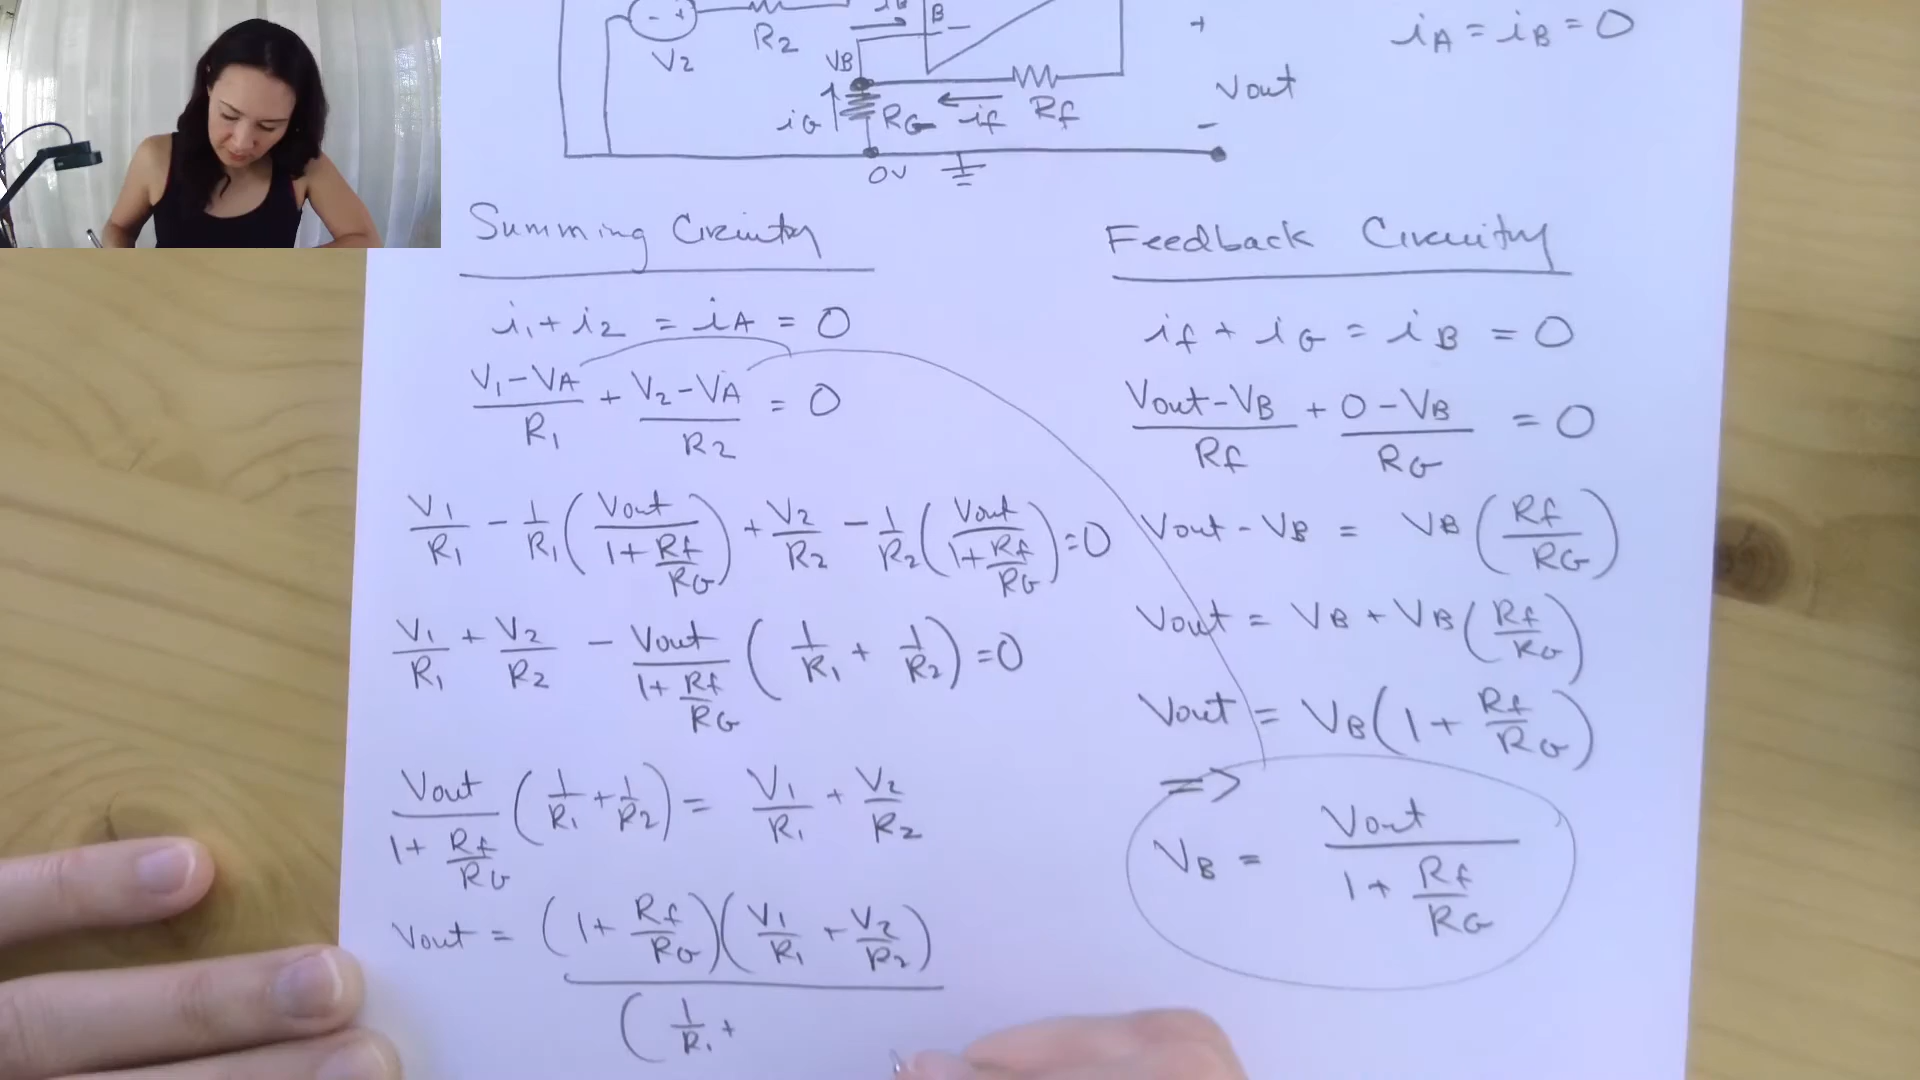 V2
R2
B
-
+
iA = iB = 0
VB
iG
RG
if
Rf
Vout
-
0V
Summing Circuitry
i1 + i2 = iA = 0
V1 - VA / R1 + V2 - VA / R2 = 0
V1/R1 - 1/R1 (Vout / 1 + Rf/RG) + V2/R2 - 1/R2 (Vout / 1 + Rf/RG) = 0
V1/R1 + V2/R2 - Vout / 1 + Rf/RG (1/R1 + 1/R2) = 0
Vout / 1 + Rf/RG (1/R1 + 1/R2) = V1/R1 + V2/R2
Vout = (1 + Rf/RG)(V1/R1 + V2/R2)
(1/R1 +
Feedback Circuitry
if + iG = iB = 0
Vout - VB / Rf + 0 - VB / RG = 0
Vout - VB = VB (Rf/RG)
Vout = VB + VB (Rf/RG)
Vout = VB (1 + Rf/RG)
=>
VB = Vout / 1 + Rf/RG